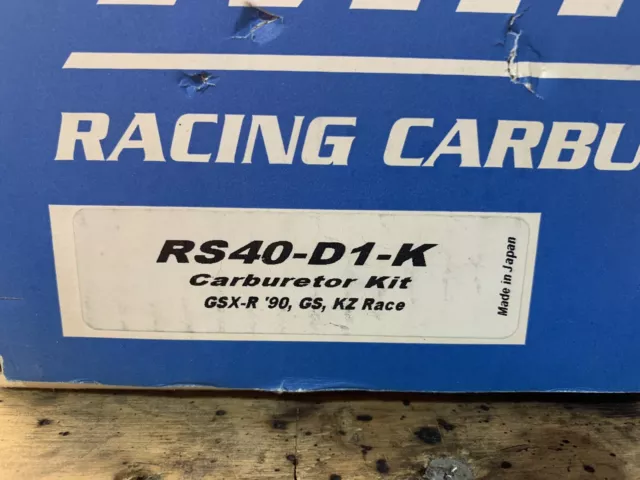 RACING CARBU
RS40-D1-K
Carburetor Kit
GSX-R '90, GS, KZ Race
Made in Japan